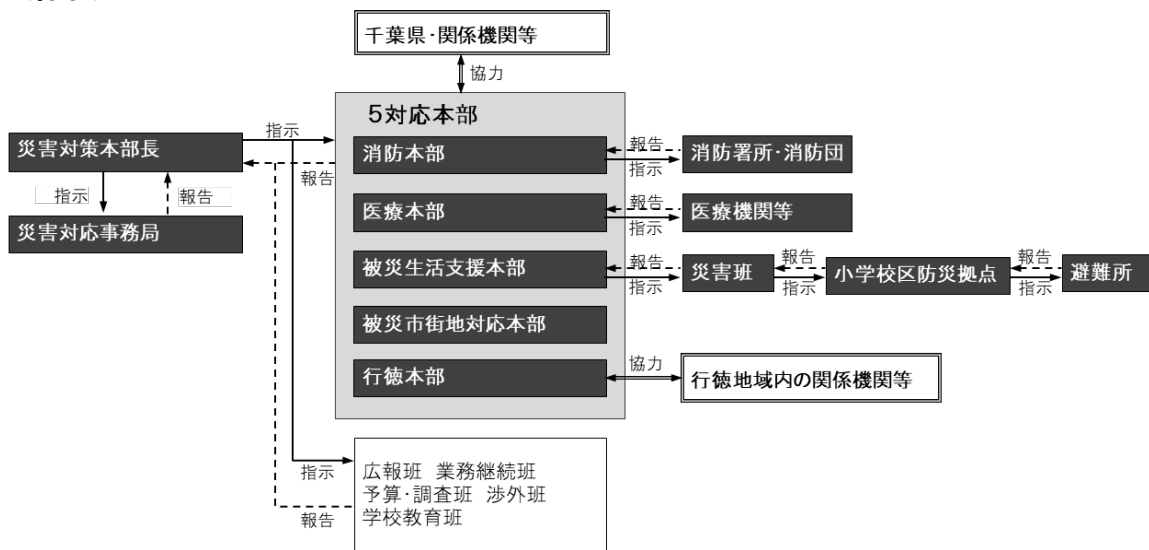 千葉県・関係機関等
協力
5対応本部
指示
災害対策本部長
報告
指示
報告
災害対応事務局
消防本部
報告
指示
消防署所・消防団
医療本部
報告
指示
医療機関等
被災生活支援本部
報告
指示
災害班
報告
指示
小学校区防災拠点
報告
指示
避難所
被災市街地対応本部
行徳本部
協力
行徳地域内の関係機関等
指示
報告
広報班 業務継続班
予算・調査班 渉外班
学校教育班